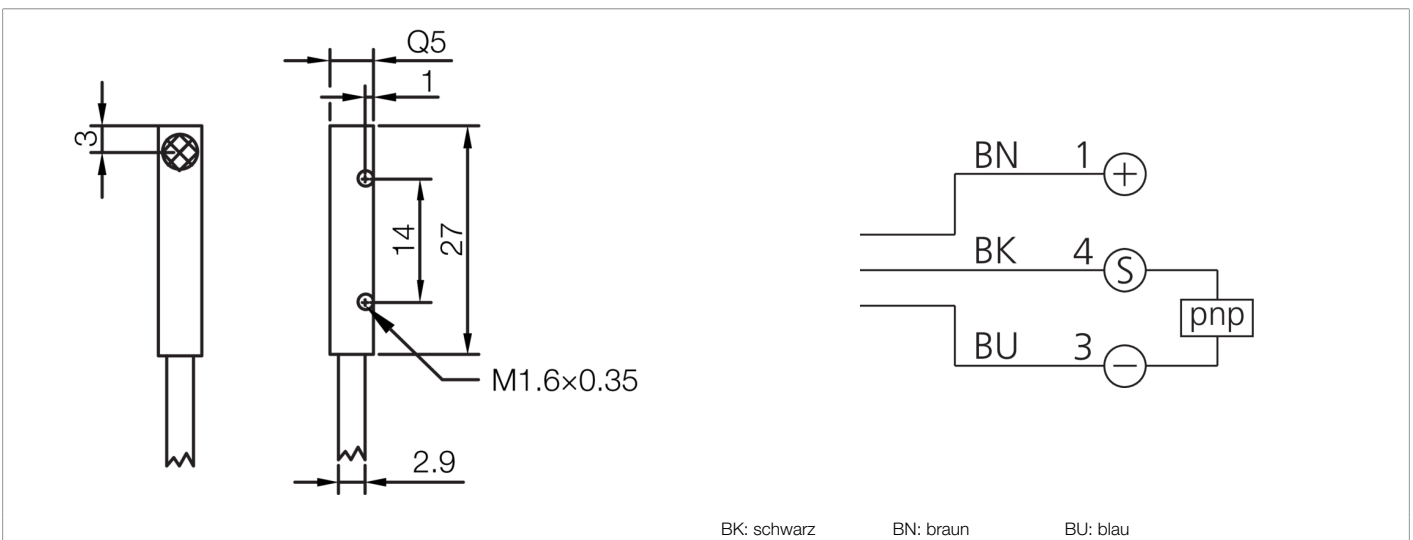 Q5
1
3
14
27
M1.6×0.35
2.9
BN 1 +
BK 4 S
pnp
BU 3 −
BK: schwarz BN: braun BU: blau